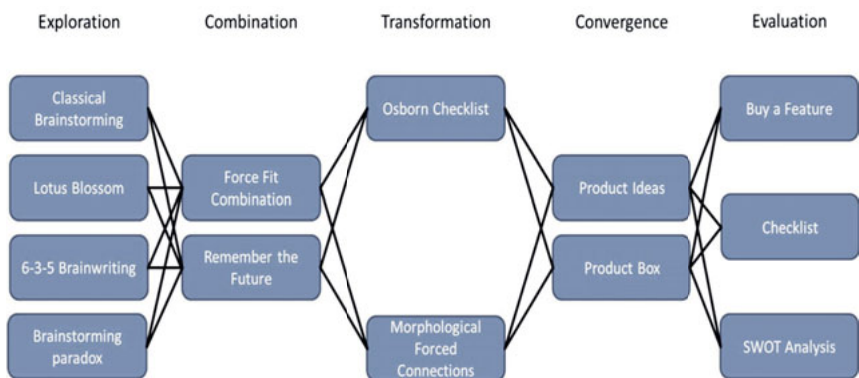 Exploration
Combination
Transformation
Convergence
Evaluation
Classical
Brainstorming
Lotus Blossom
6-3-5 Brainwriting
Brainstorming
paradox
Force Fit
Combination
Remember the
Future
Osborn Checklist
Morphological
Forced
Connections
Product Ideas
Product Box
Buy a Feature
Checklist
SWOT Analysis